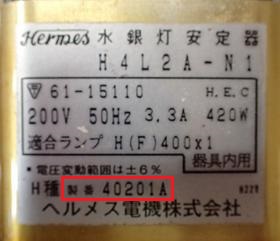 Hermes 水銀灯安定器
H4L2A-N1
61-15110 H.E.C
200V 50Hz 3.3A 420W
適合ランプ H(F)400x1
器具内用
・電圧変動範囲は±6%
H種 製番 40201A
ヘルメス電機株式会社